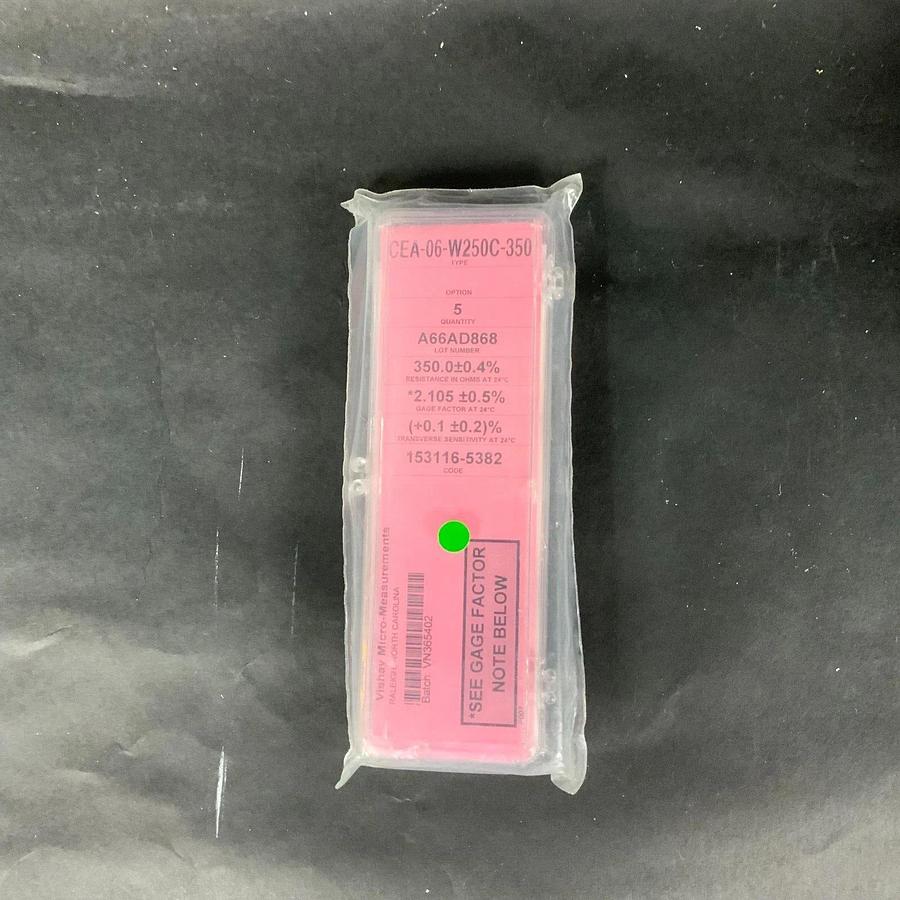 CEA-06-W250C-350
TYPE
OPTION
5
QUANTITY
A66AD868
LOT NUMBER
350.0±0.4%
RESISTANCE IN OHMS AT 24°C
*2.105 ±0.5%
GAGE FACTOR AT 24°C
(+0.1 ±0.2)%
TRANSVERSE SENSITIVITY AT 24°C
153116-5382
CODE
Vishay Micro-Measurements
RALEIGH, NORTH CAROLINA
Batch VN365402
*SEE GAGE FACTOR
NOTE BELOW